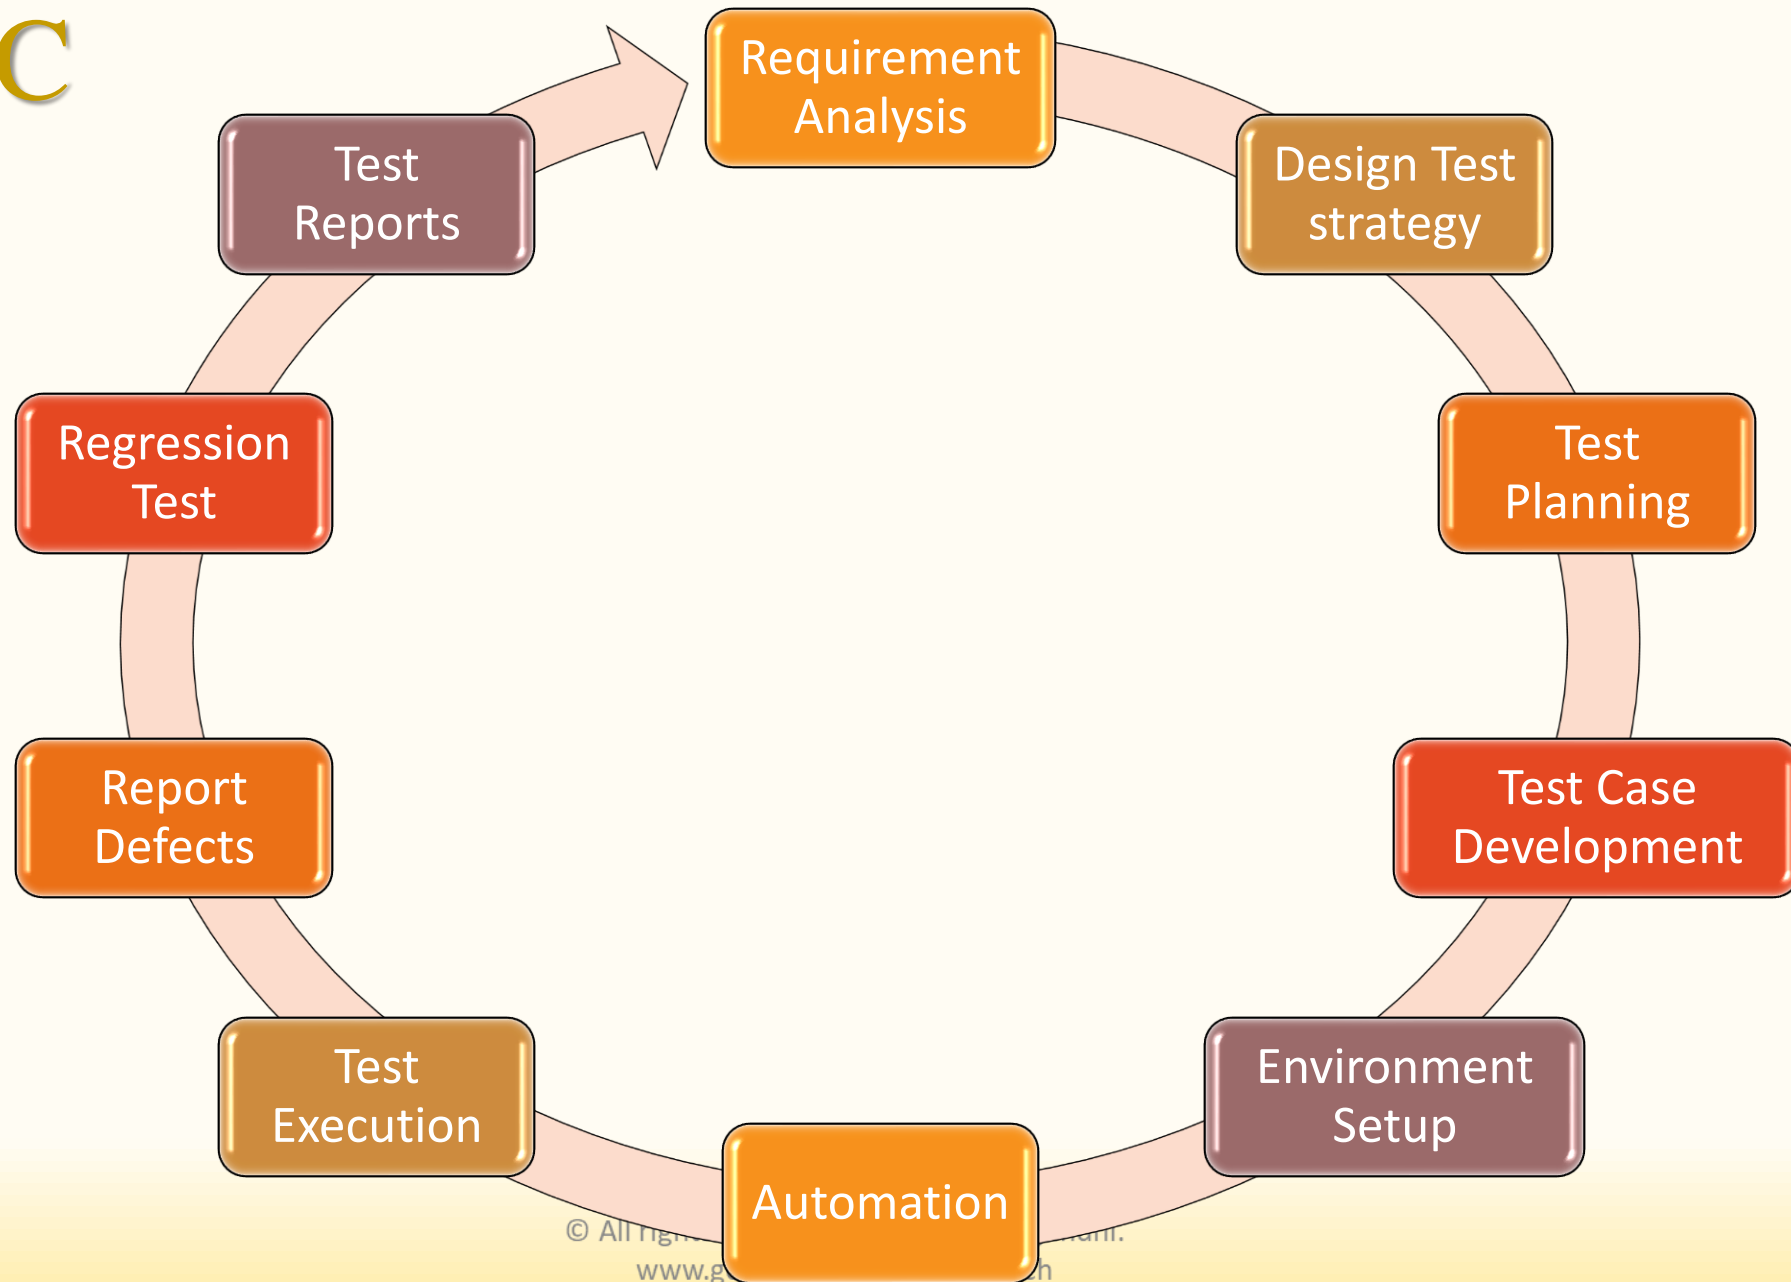 C
Requirement
Analysis
Design Test
strategy
Test
Planning
Test Case
Development
Environment
Setup
Automation
Test
Execution
Report
Defects
Regression
Test
Test
Reports
© All